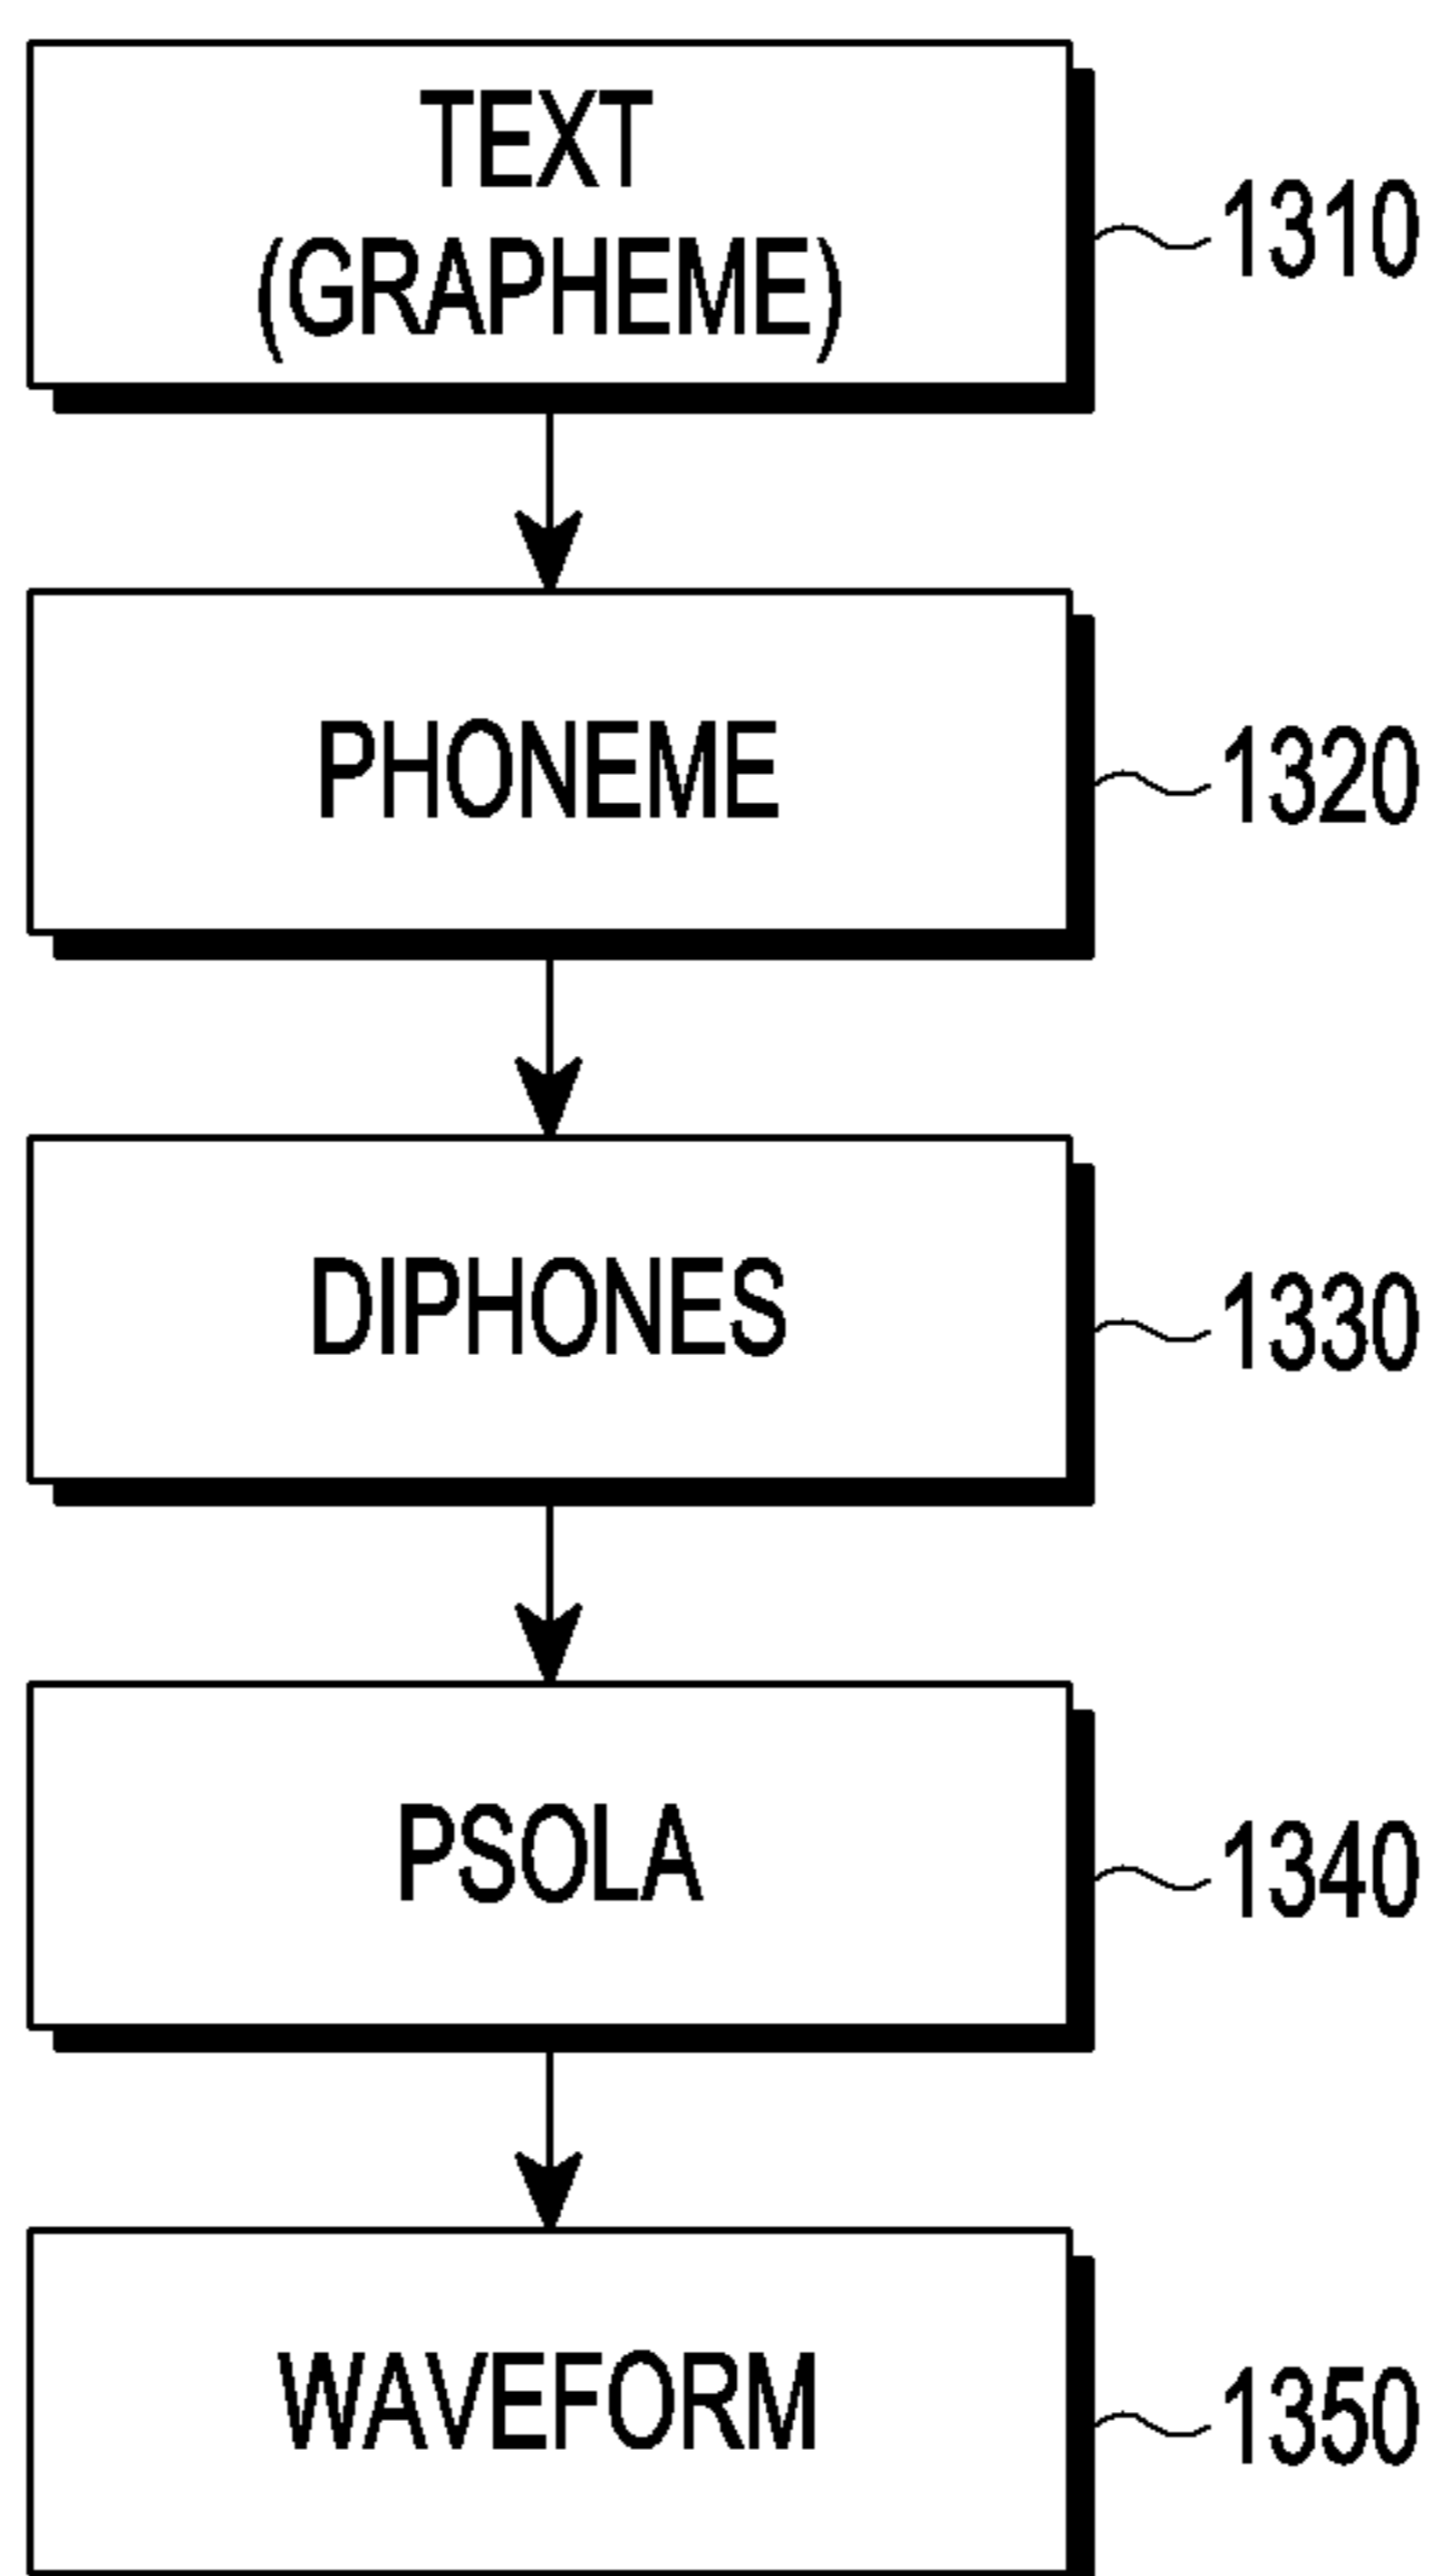 TEXT
(GRAPHEME)
1310
PHONEME
1320
DIPHONES
1330
PSOLA
1340
WAVEFORM
1350